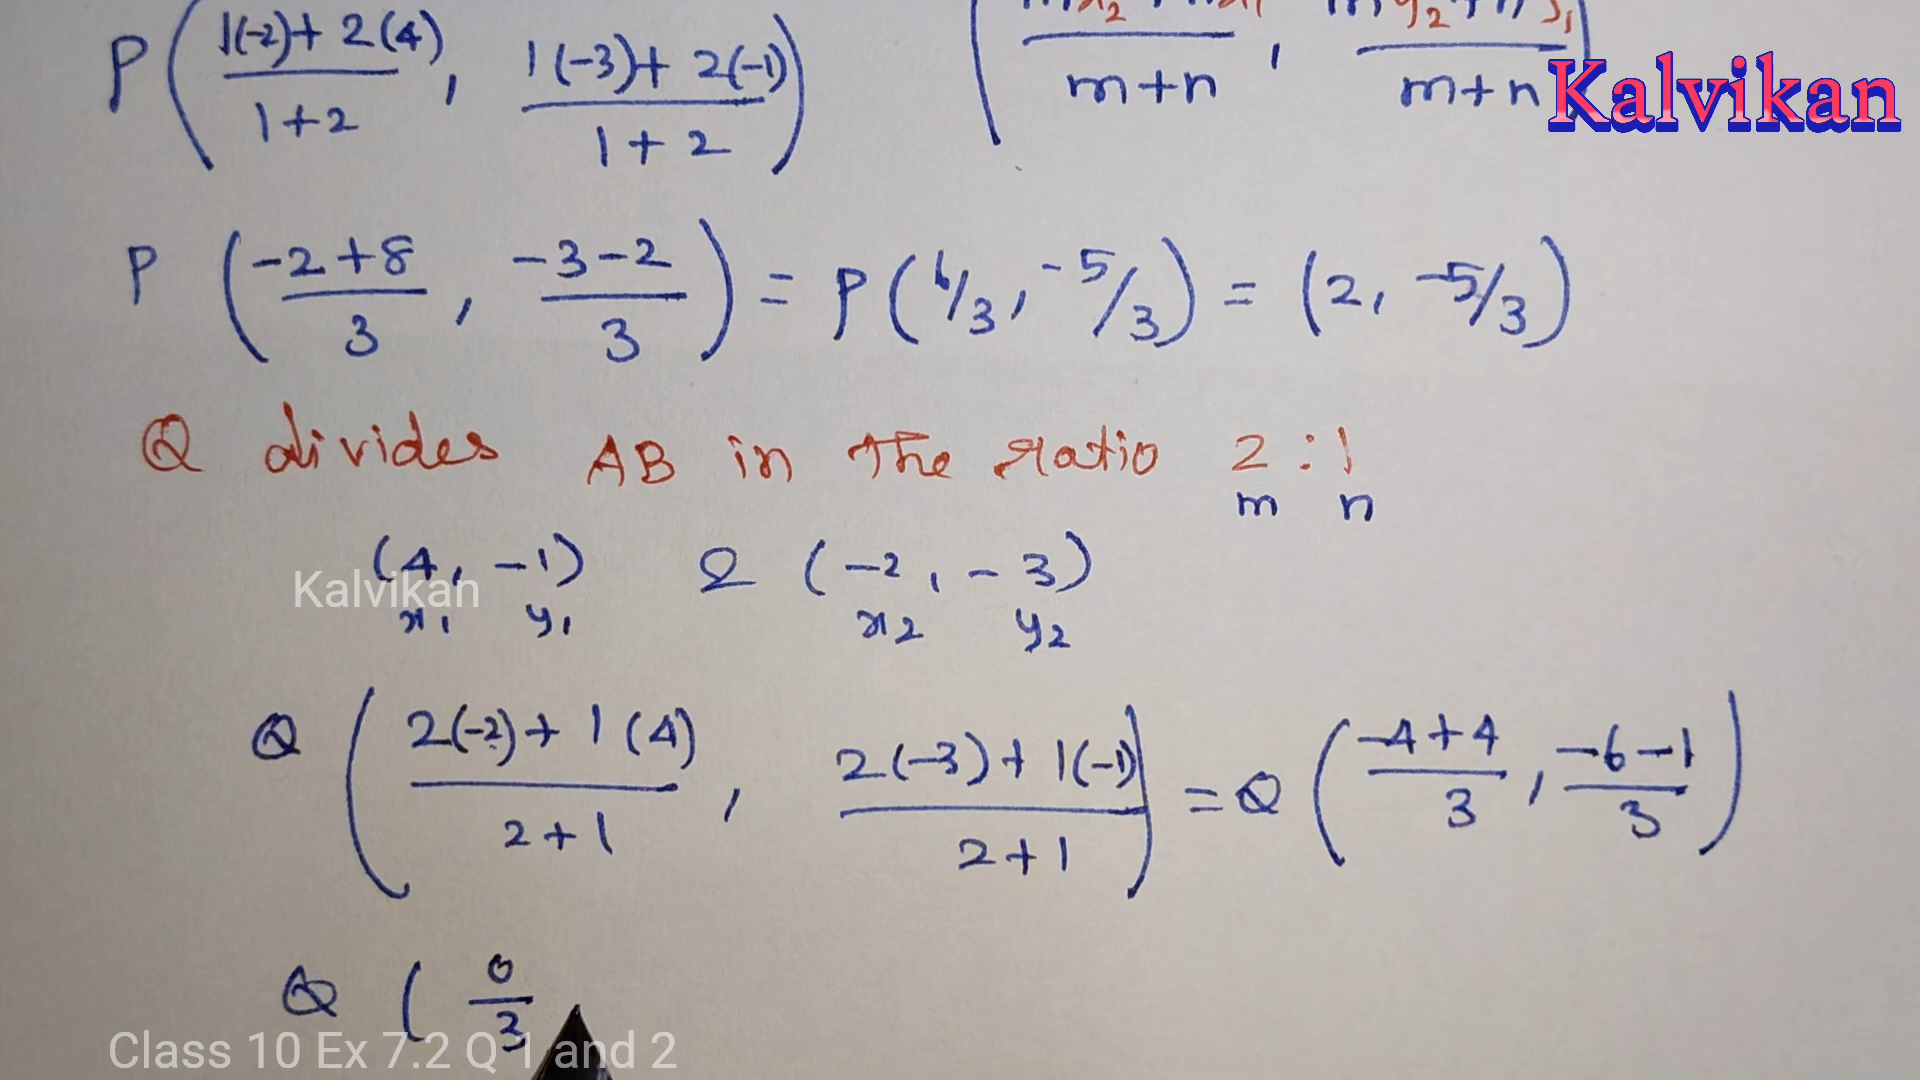 P ( 1(-2)+2(4) / 1+2 , 1(-3)+2(-1) / 1+2 )
( / m+n , / m+n )
Kalvikan
P ( -2+8 / 3 , -3-2 / 3 ) = P ( 6/3 , -5/3 ) = (2, -5/3)
Q divides AB in the ratio 2 : 1
m n
(4, -1) & (-2, -3)
Kalvikan
x1 y1 x2 y2
Q ( 2(-2)+1(4) / 2+1 , 2(-3)+1(-1) / 2+1 ) = Q ( -4+4 / 3 , -6-1 / 3 )
Q ( 0 / 3
Class 10 Ex 7.2 Q 1 and 2